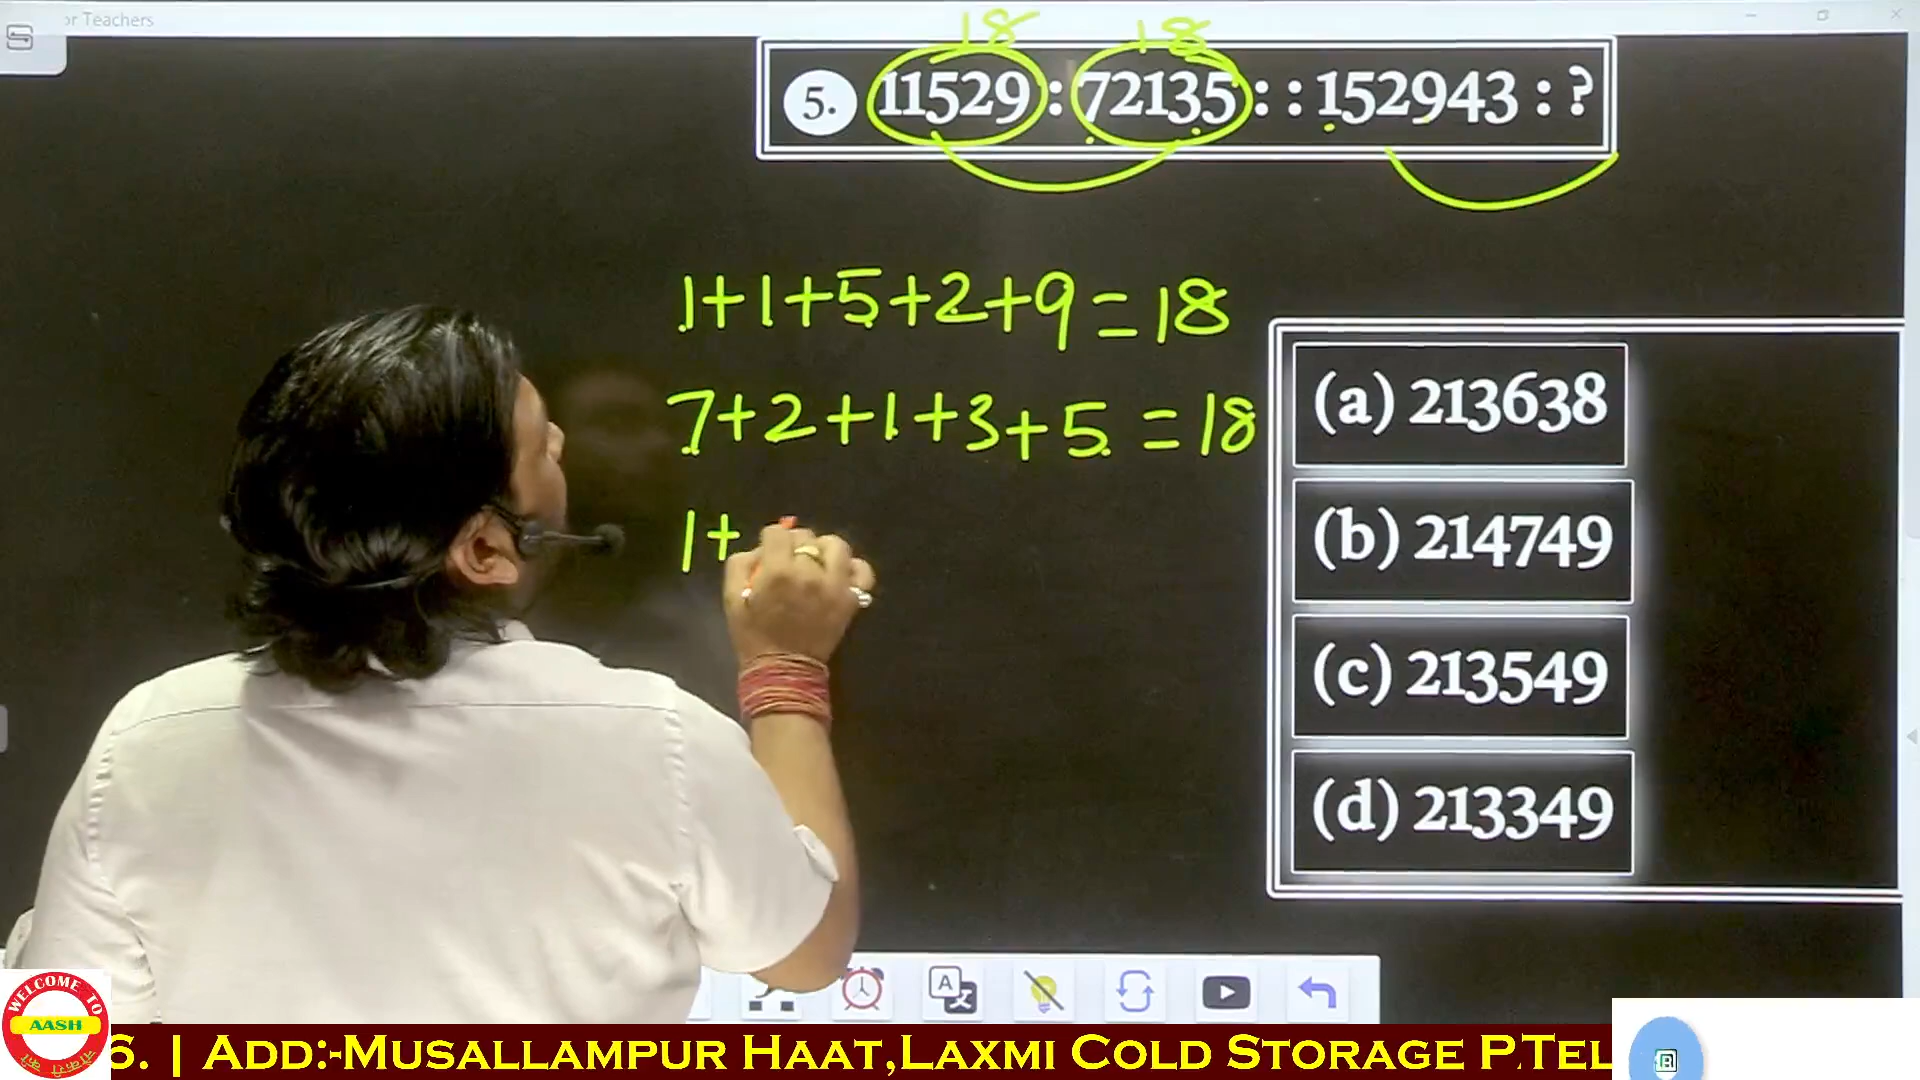 or Teachers
18 18
5. 11529 : 72135 : : 152943 : ?
1+1+5+2+9=18
7+2+1+3+5=18
1+
(a) 213638
(b) 214749
(c) 213549
(d) 213349
WELCOME TO
AASH
6. | ADD:-MUSALLAMPUR HAAT,LAXMI COLD STORAGE P.TEL